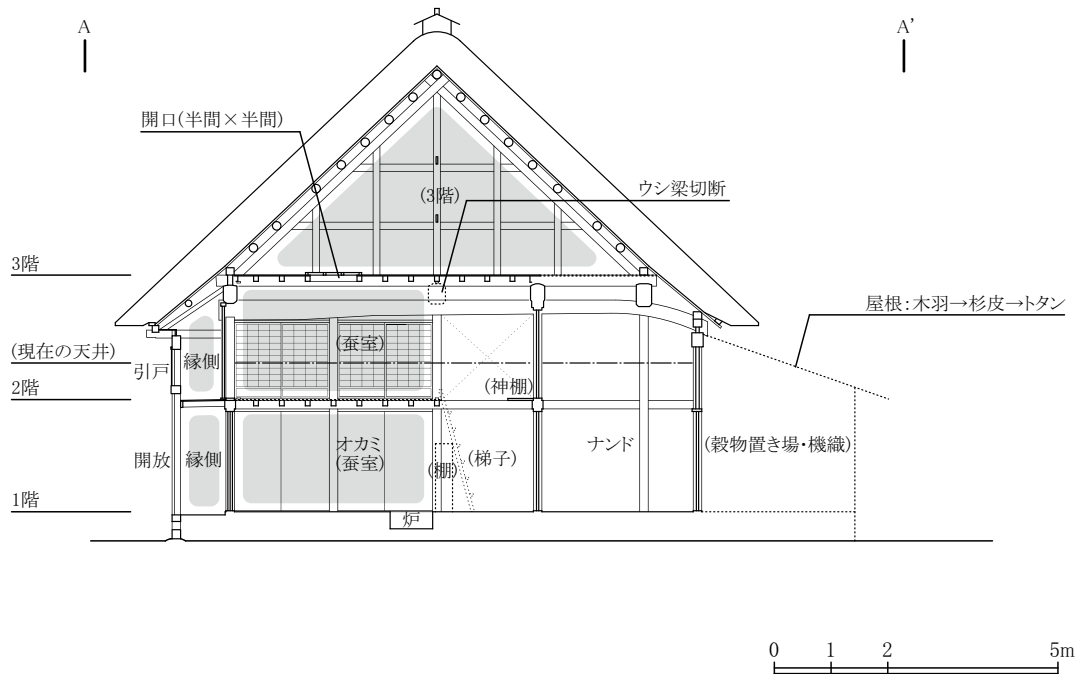 A
A'
開口(半間×半間)
ウシ梁切断
(3階)
3階
屋根：木羽→杉皮→トタン
(現在の天井)
引戸
縁側
(蚕室)
(神棚)
2階
開放
縁側
オカミ
(蚕室)
(棚)
(梯子)
ナンド
(穀物置き場・機織)
1階
炉
0 1 2 5m